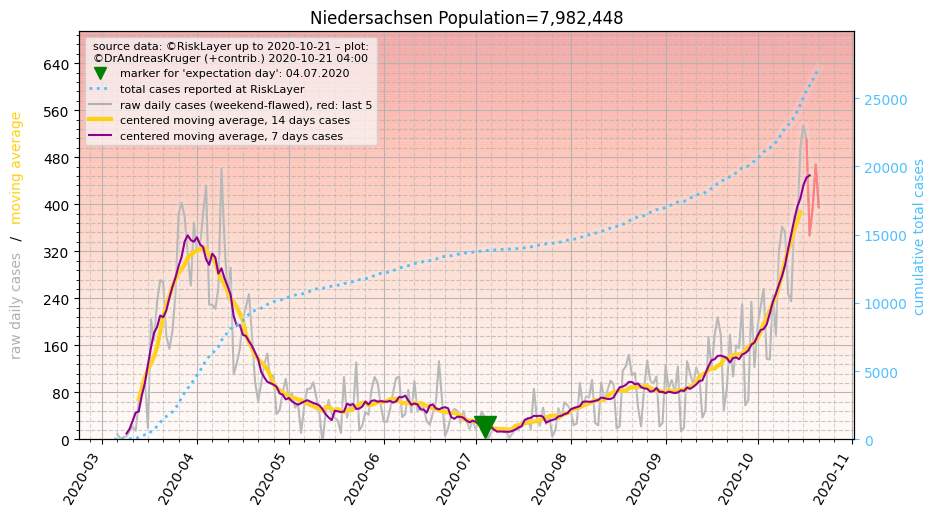 Niedersachsen Population=7,982,448
source data: ©RiskLayer up to 2020-10-21 – plot:
©DrAndreasKruger (+contrib.) 2020-10-21 04:00
marker for 'expectation day': 04.07.2020
total cases reported at RiskLayer
raw daily cases (weekend-flawed), red: last 5
centered moving average, 14 days cases
centered moving average, 7 days cases
raw daily cases / moving average
640
560
480
400
320
240
160
80
0
25000
20000
15000
10000
5000
0
cumulative total cases
2020-03
2020-04
2020-05
2020-06
2020-07
2020-08
2020-09
2020-10
2020-11